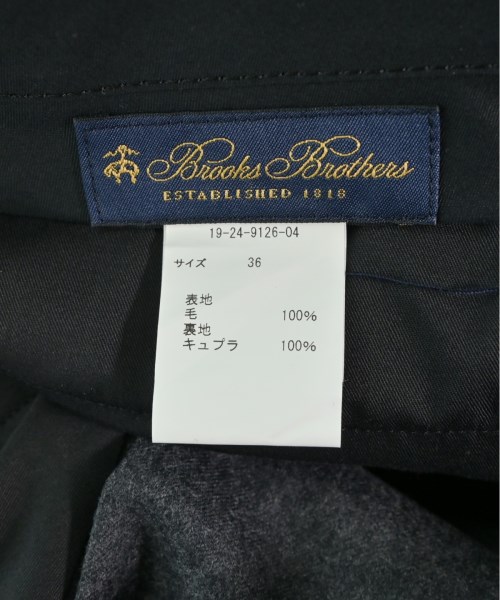 Brooks Brothers
ESTABLISHED 1818
19-24-9126-04
サイズ 36
表地
毛 100%
裏地
キュプラ 100%